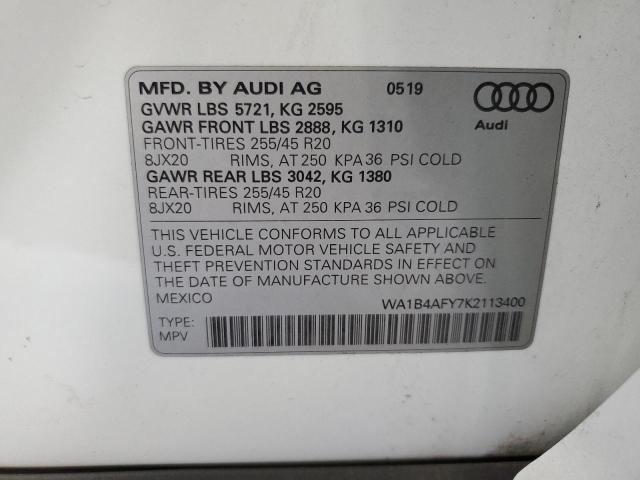 MFD. BY AUDI AG 0519
GVWR LBS 5721, KG 2595
GAWR FRONT LBS 2888, KG 1310
FRONT-TIRES 255/45 R20
8JX20 RIMS, AT 250 KPA 36 PSI COLD
GAWR REAR LBS 3042, KG 1380
REAR-TIRES 255/45 R20
8JX20 RIMS, AT 250 KPA 36 PSI COLD
Audi
THIS VEHICLE CONFORMS TO ALL APPLICABLE
U.S. FEDERAL MOTOR VEHICLE SAFETY AND
THEFT PREVENTION STANDARDS IN EFFECT ON
THE DATE OF MANUFACTURE SHOWN ABOVE.
MEXICO WA1B4AFY7K2113400
TYPE:
MPV